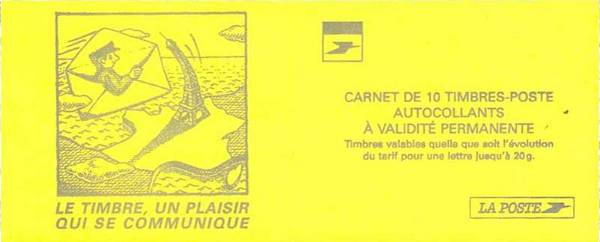 LE TIMBRE, UN PLAISIR
QUI SE COMMUNIQUE
CARNET DE 10 TIMBRES-POSTE
AUTOCOLLANTS
À VALIDITÉ PERMANENTE
Timbres valables quelle que soit l'évolution
du tarif pour une lettre jusqu'à 20g.
LA POSTE